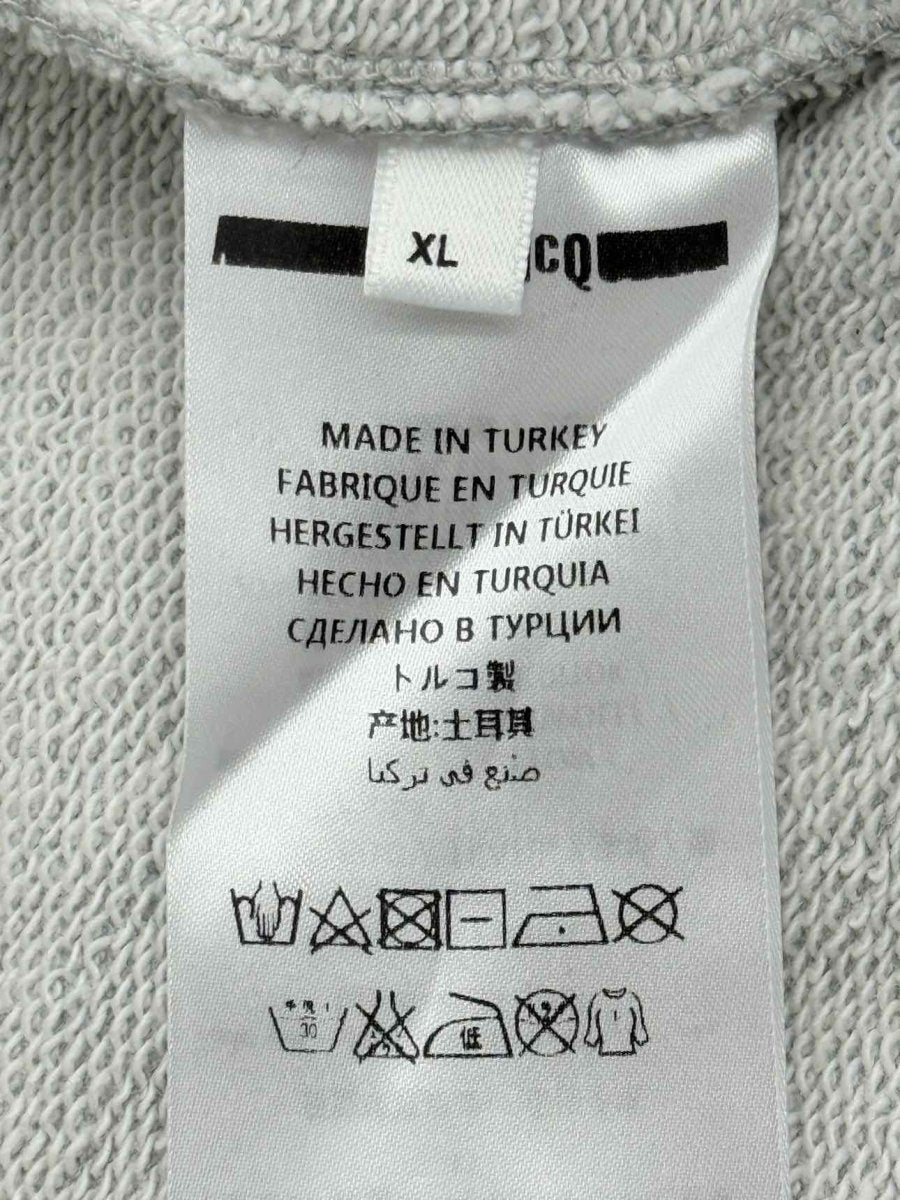 XL
CQ
MADE IN TURKEY
FABRIQUE EN TURQUIE
HERGESTELLT IN TÜRKEI
HECHO EN TURQUIA
СДЕЛАНО В ТУРЦИИ
トルコ製
产地:土耳其
صنع في تركيا
30
低